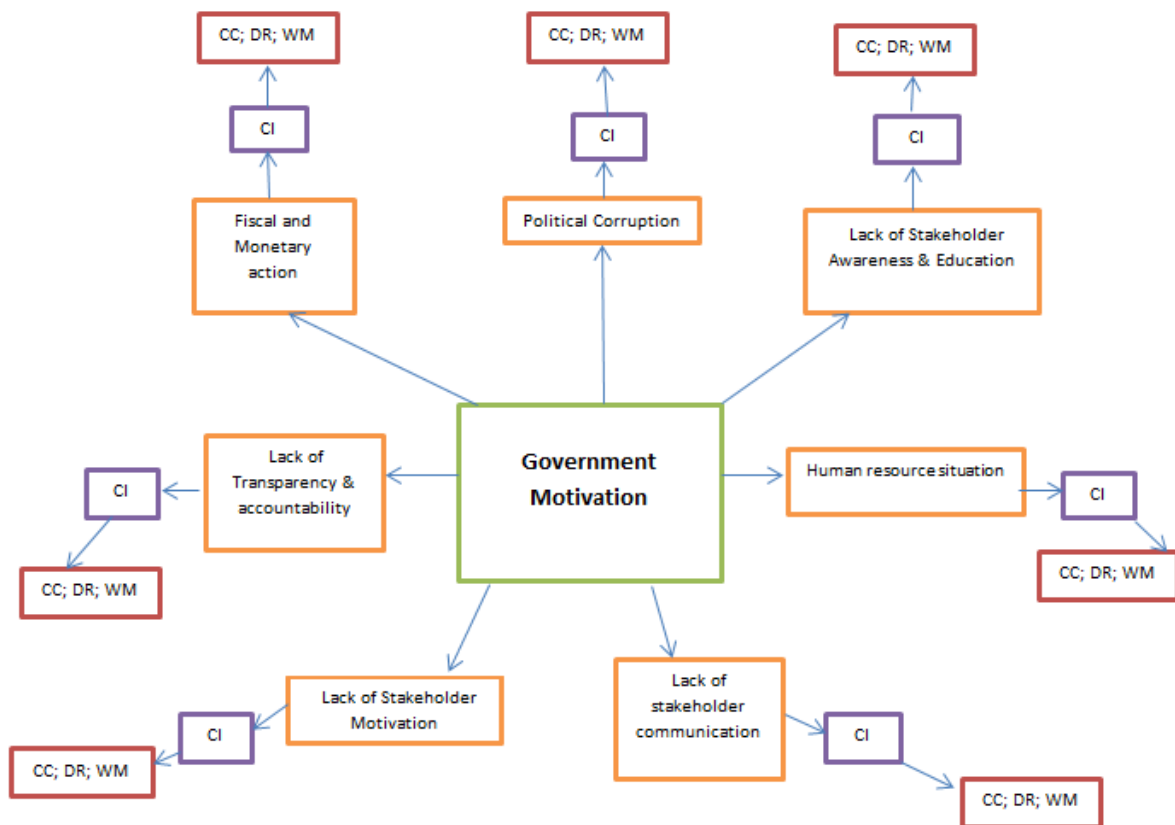 CC; DR; WM
CC; DR; WM
CC; DR; WM
CI
CI
CI
Fiscal and
Monetary
action
Political Corruption
Lack of Stakeholder
Awareness & Education
Lack of
Transparency &
accountability
CI
CC; DR; WM
Government
Motivation
Human resource situation
CI
CC; DR; WM
Lack of Stakeholder
Motivation
CI
CC; DR; WM
Lack of
stakeholder
communication
CI
CC; DR; WM